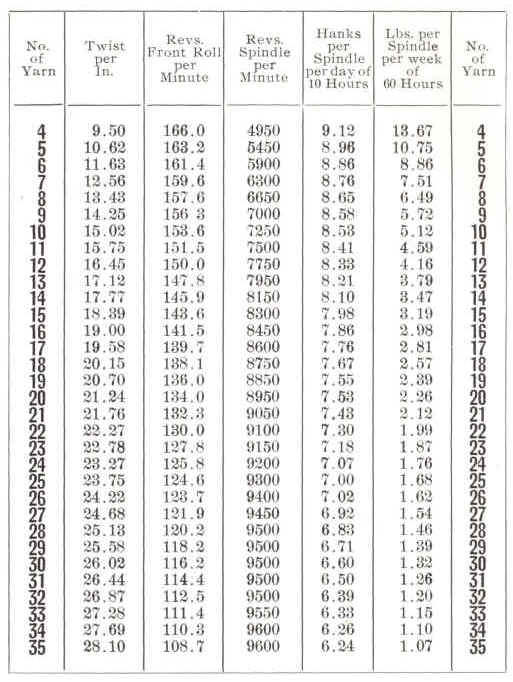 No. of Yarn | Twist per In. | Revs. Front Roll per Minute | Revs. Spindle per Minute | Hanks per Spindle per day of 10 Hours | Lbs. per Spindle per week of 60 Hours | No. of Yarn
4 9.50 166.0 4950 9.12 13.67 4
5 10.62 163.2 5450 8.96 10.75 5
6 11.63 161.4 5900 8.86 8.86 6
7 12.56 159.6 6300 8.76 7.51 7
8 13.43 157.6 6650 8.65 6.49 8
9 14.25 156 3 7000 8.58 5.72 9
10 15.02 153.6 7250 8.53 5.12 10
11 15.75 151.5 7500 8.41 4.59 11
12 16.45 150.0 7750 8.33 4.16 12
13 17.12 147.8 7950 8.21 3.79 13
14 17.77 145.9 8150 8.10 3.47 14
15 18.39 143.6 8300 7.98 3.19 15
16 19.00 141.5 8450 7.86 2.98 16
17 19.58 139.7 8600 7.76 2.81 17
18 20.15 138.1 8750 7.67 2.57 18
19 20.70 136.0 8850 7.55 2.39 19
20 21.24 134.0 8950 7.53 2.26 20
21 21.76 132.3 9050 7.43 2.12 21
22 22.27 130.0 9100 7.30 1.99 22
23 22.78 127.8 9150 7.18 1.87 23
24 23.27 125.8 9200 7.07 1.76 24
25 23.75 124.6 9300 7.00 1.68 25
26 24.22 123.7 9400 7.02 1.62 26
27 24.68 121.9 9450 6.92 1.54 27
28 25.13 120.2 9500 6.83 1.46 28
29 25.58 118.2 9500 6.71 1.39 29
30 26.02 116.2 9500 6.60 1.32 30
31 26.44 114.4 9500 6.50 1.26 31
32 26.87 112.5 9500 6.39 1.20 32
33 27.28 111.4 9550 6.33 1.15 33
34 27.69 110.3 9600 6.26 1.10 34
35 28.10 108.7 9600 6.24 1.07 35